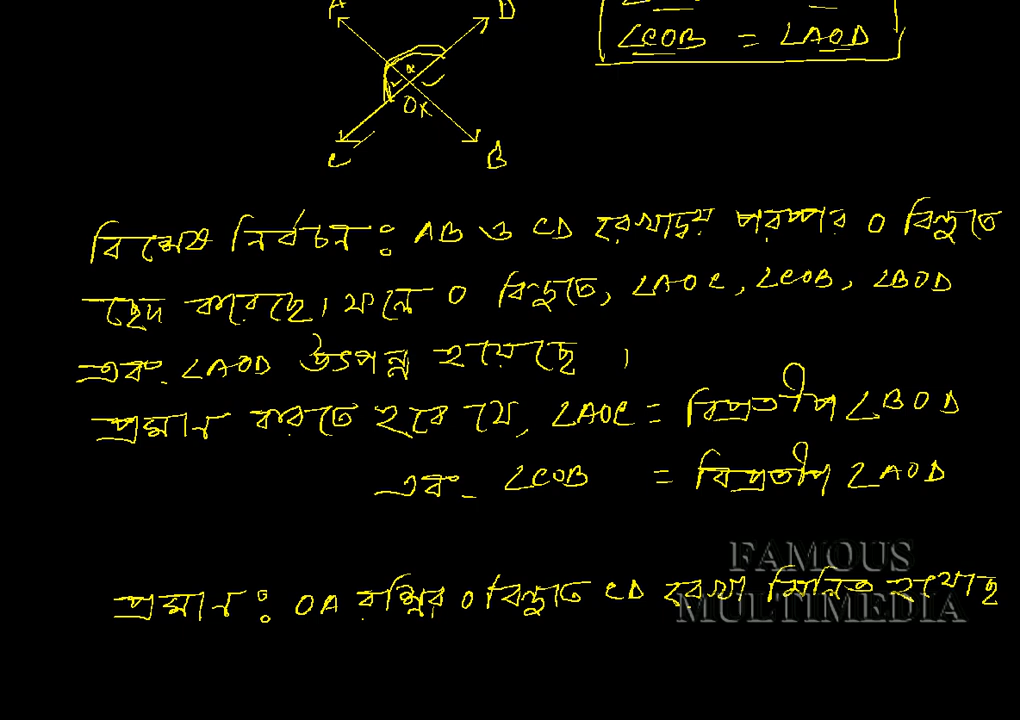 A D
∠COB = ∠AOD
O
C B
বিশেষ নির্বচন : AB ও CD রেখাদ্বয় পরস্পর O বিন্দুতে
ছেদ করেছে। ফলে O বিন্দুতে, ∠AOC, ∠COB, ∠BOD
এবং ∠AOD উৎপন্ন হয়েছে ।
প্রমান করতে হবে যে, ∠AOC = বিপ্রতীপ ∠BOD
এবং ∠COB = বিপ্রতীপ ∠AOD
FAMOUS
প্রমান : OA রশ্মির O বিন্দুতে CD রেখা মিলিত হয়েছে
MULTIMEDIA